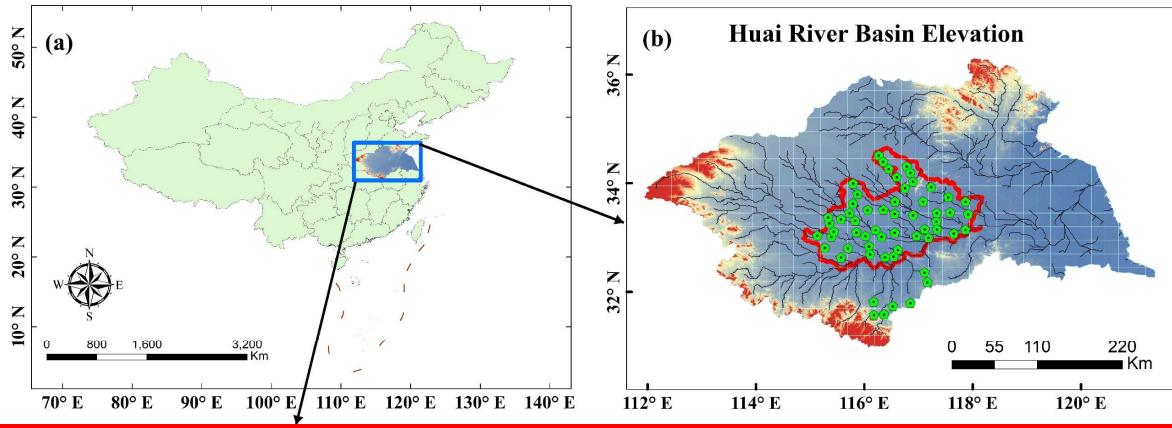 (a)
50° N
40° N
30° N
20° N
10° N
N
W E
S
0 800 1,600 3,200
Km
70° E 80° E 90° E 100° E 110° E 120° E 130° E 140° E
(b) Huai River Basin Elevation
36° N
34° N
32° N
0 55 110 220
Km
112° E 114° E 116° E 118° E 120° E